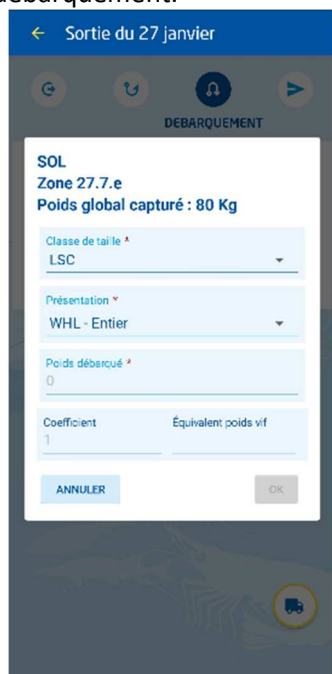 débarquement.
← Sortie du 27 janvier
DEBARQUEMENT
SOL
Zone 27.7.e
Poids global capturé : 80 Kg
Classe de taille *
LSC
Présentation *
WHL - Entier
Poids débarqué *
0
Coefficient Équivalent poids vif
1
ANNULER OK